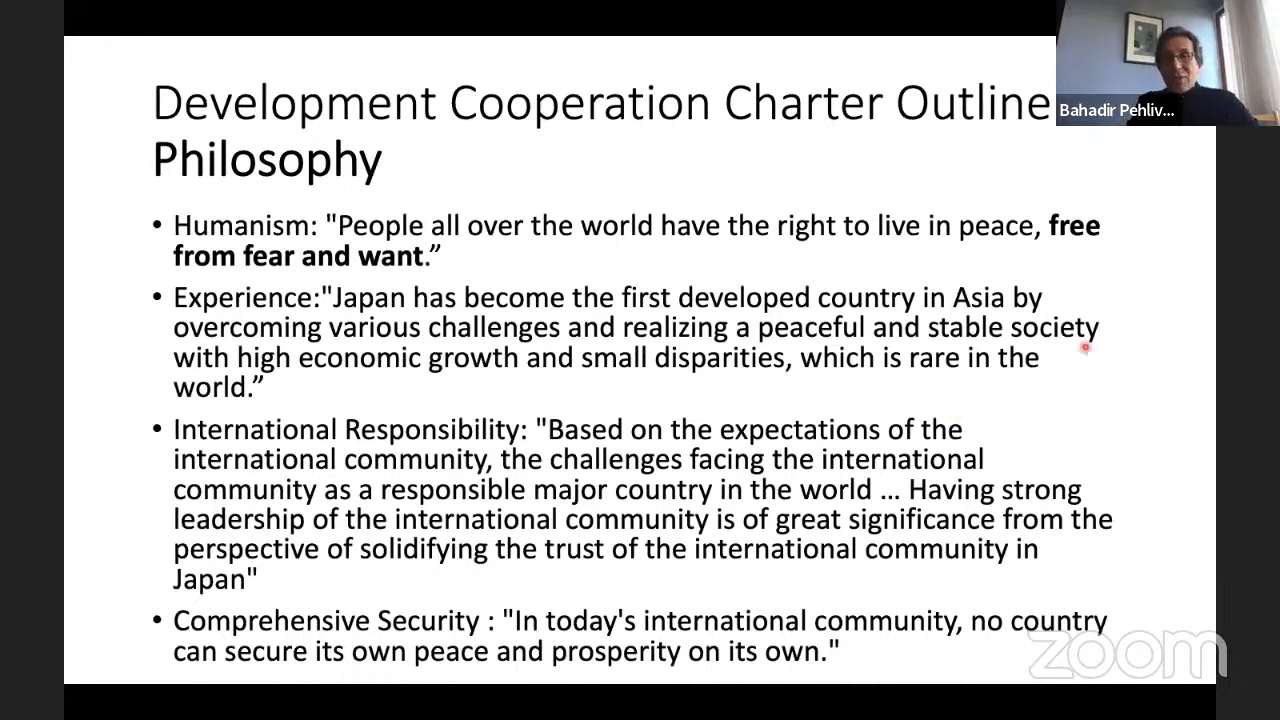 Development Cooperation Charter Outline
Philosophy
Bahadir Pehliv...
• Humanism: "People all over the world have the right to live in peace, free
from fear and want.”
• Experience:"Japan has become the first developed country in Asia by
overcoming various challenges and realizing a peaceful and stable society
with high economic growth and small disparities, which is rare in the
world.”
• International Responsibility: "Based on the expectations of the
international community, the challenges facing the international
community as a responsible major country in the world ... Having strong
leadership of the international community is of great significance from the
perspective of solidifying the trust of the international community in
Japan"
• Comprehensive Security : "In today's international community, no country
can secure its own peace and prosperity on its own."
zoom